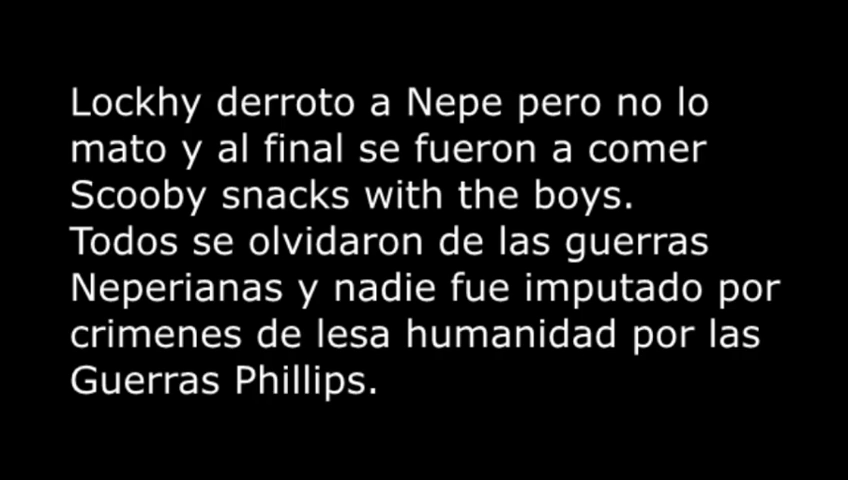 Lockhy derroto a Nepe pero no lo
mato y al final se fueron a comer
Scooby snacks with the boys.
Todos se olvidaron de las guerras
Neperianas y nadie fue imputado por
crimenes de lesa humanidad por las
Guerras Phillips.